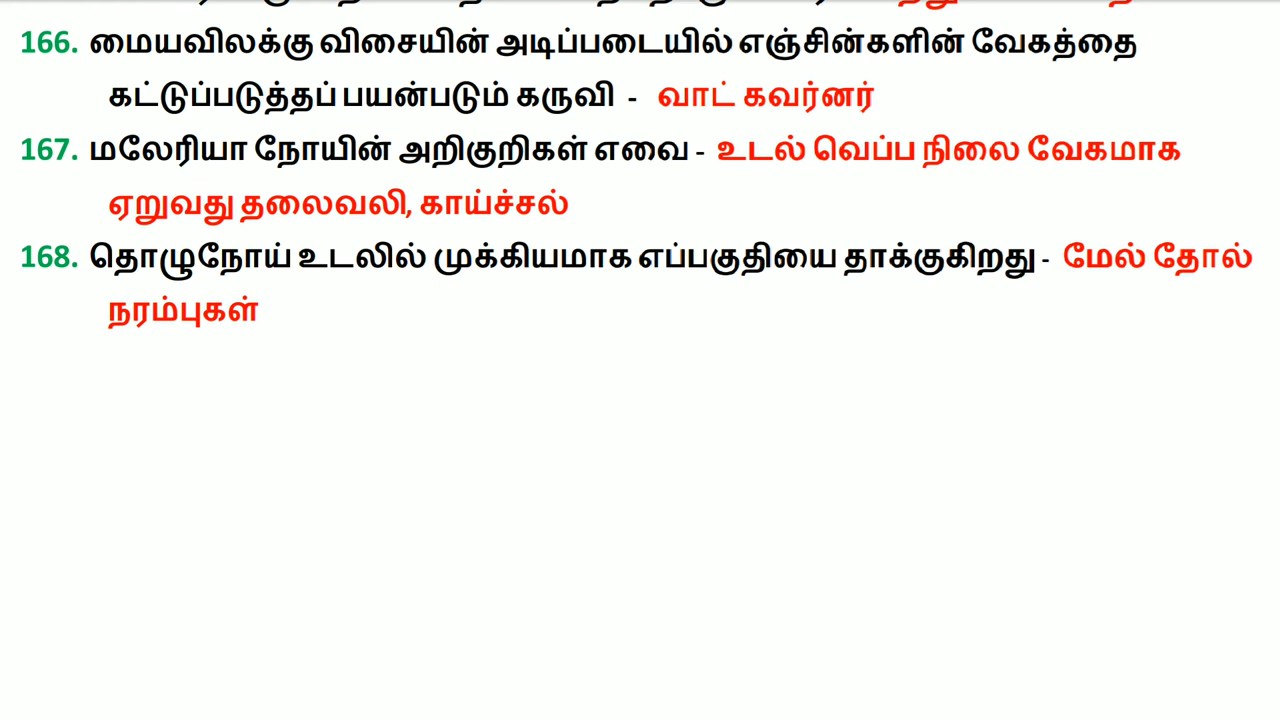 166. மையவிலக்கு விசையின் அடிப்படையில் எஞ்சின்களின் வேகத்தை
கட்டுப்படுத்தப் பயன்படும் கருவி - வாட் கவர்னர்
167. மலேரியா நோயின் அறிகுறிகள் எவை - உடல் வெப்ப நிலை வேகமாக
ஏறுவது தலைவலி, காய்ச்சல்
168. தொழுநோய் உடலில் முக்கியமாக எப்பகுதியை தாக்குகிறது - மேல் தோல்
நரம்புகள்